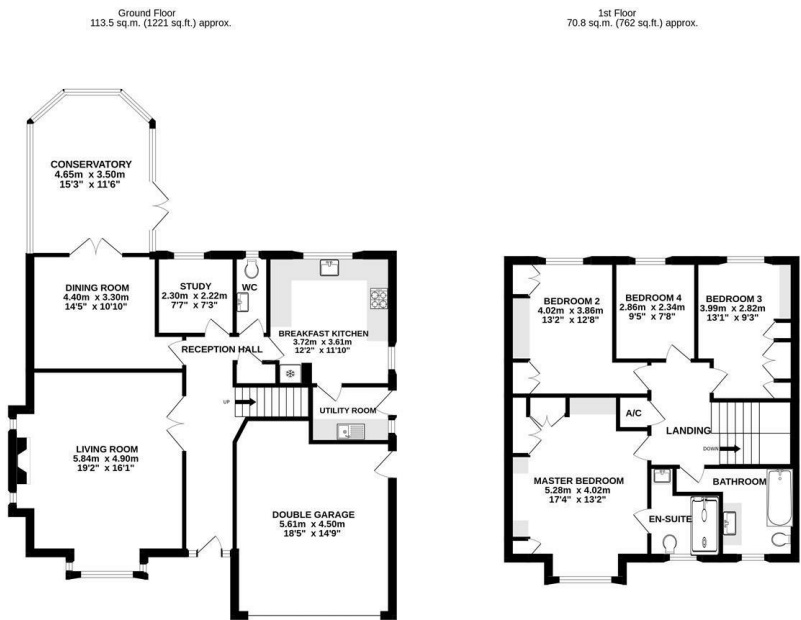 Ground Floor
113.5 sq.m. (1221 sq.ft.) approx.
1st Floor
70.8 sq.m. (762 sq.ft.) approx.
CONSERVATORY
4.65m x 3.50m
15'3" x 11'6"
DINING ROOM
4.40m x 3.30m
14'5" x 10'10"
STUDY
2.30m x 2.22m
7'7" x 7'3"
WC
BREAKFAST KITCHEN
3.72m x 3.61m
12'2" x 11'10"
RECEPTION HALL
UP
UTILITY ROOM
LIVING ROOM
5.84m x 4.90m
19'2" x 16'1"
DOUBLE GARAGE
5.61m x 4.50m
18'5" x 14'9"
BEDROOM 2
4.02m x 3.86m
13'2" x 12'8"
BEDROOM 4
2.86m x 2.34m
9'5" x 7'8"
BEDROOM 3
3.99m x 2.82m
13'1" x 9'3"
A/C
LANDING
DOWN
MASTER BEDROOM
5.28m x 4.02m
17'4" x 13'2"
BATHROOM
EN-SUITE